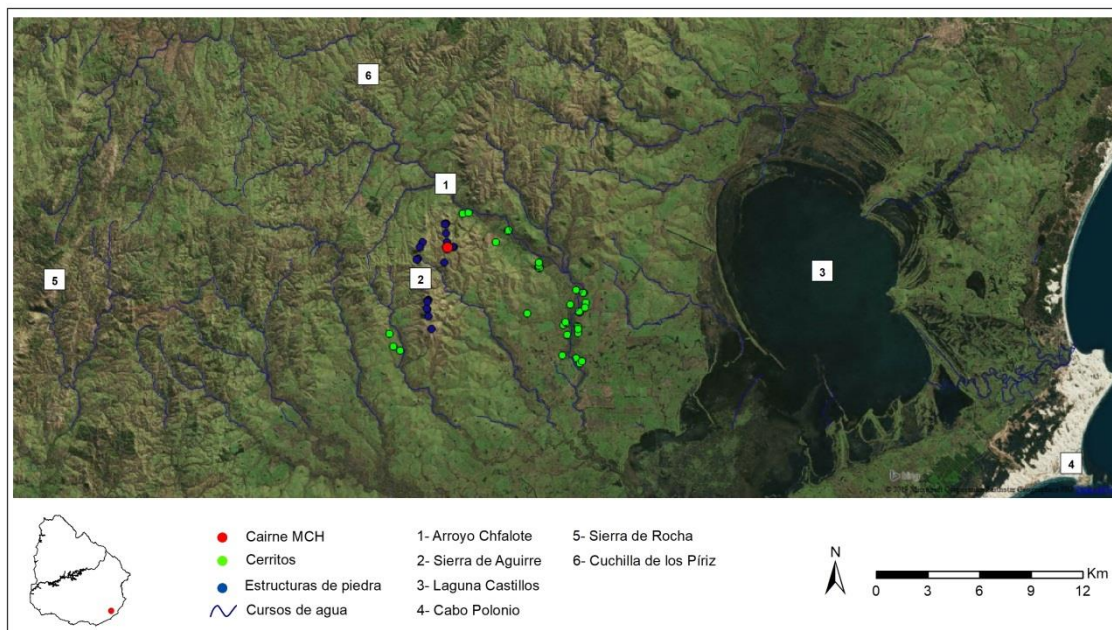 6
1
5
2
3
4
bing
Cairne MCH
Cerritos
Estructuras de piedra
Cursos de agua
1- Arroyo Chfalote
2- Sierra de Aguirre
3- Laguna Castillos
4- Cabo Polonio
5- Sierra de Rocha
6- Cuchilla de los Píriz
N
Km
0 3 6 9 12